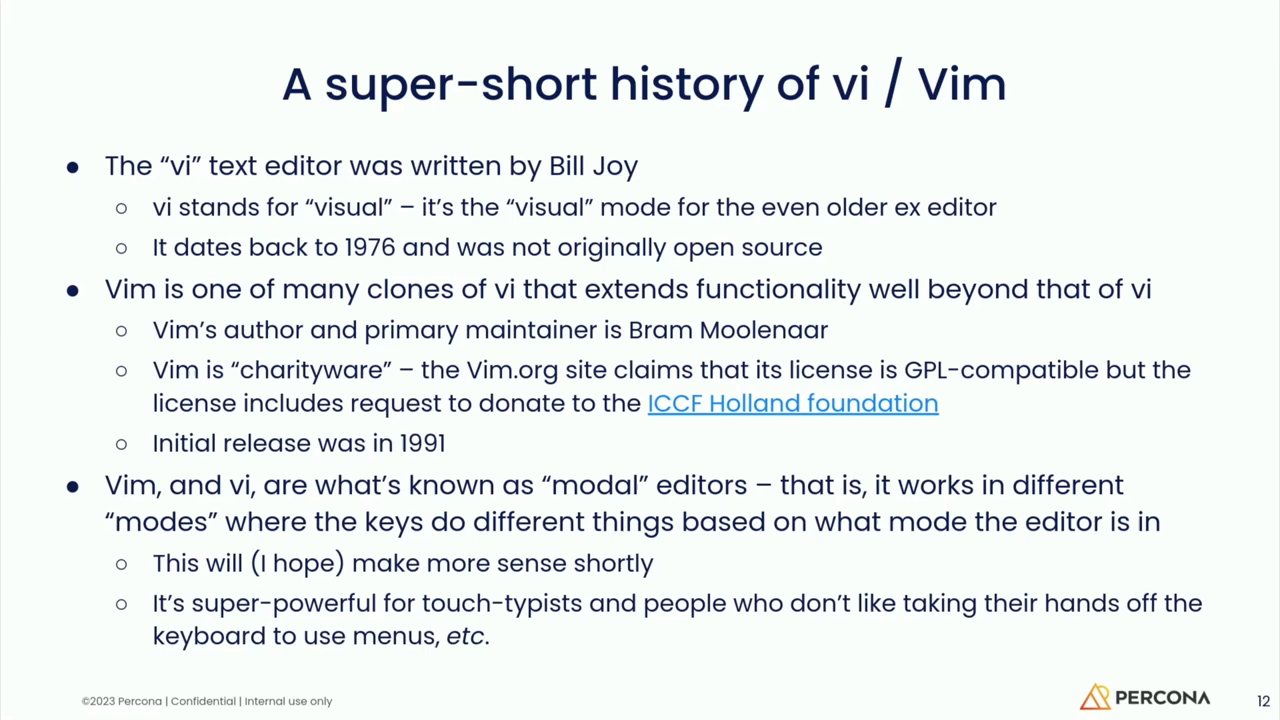 A super-short history of vi / Vim
● The “vi” text editor was written by Bill Joy
○ vi stands for “visual” – it’s the “visual” mode for the even older ex editor
○ It dates back to 1976 and was not originally open source
● Vim is one of many clones of vi that extends functionality well beyond that of vi
○ Vim’s author and primary maintainer is Bram Moolenaar
○ Vim is “charityware” – the Vim.org site claims that its license is GPL-compatible but the
license includes request to donate to the ICCF Holland foundation
○ Initial release was in 1991
● Vim, and vi, are what’s known as “modal” editors – that is, it works in different
“modes” where the keys do different things based on what mode the editor is in
○ This will (I hope) make more sense shortly
○ It’s super-powerful for touch-typists and people who don’t like taking their hands off the
keyboard to use menus, etc.
©2023 Percona | Confidential | Internal use only
PERCONA
12